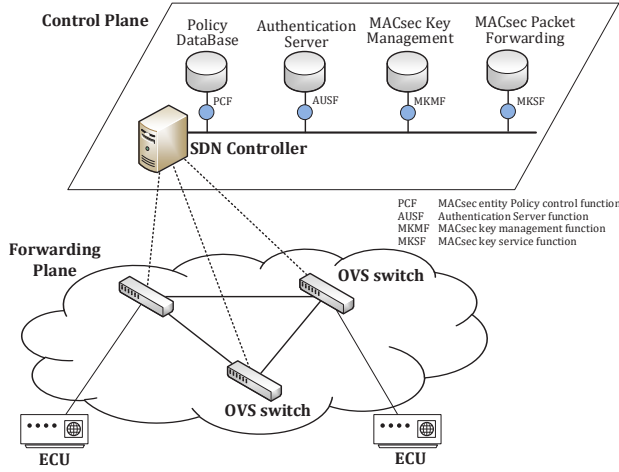 Control Plane
Policy
DataBase
Authentication
Server
MACsec Key
Management
MACsec Packet
Forwarding
PCF
AUSF
MKMF
MKSF
SDN Controller
PCF MACsec entity Policy control function
AUSF Authentication Server function
MKMF MACsec key management function
MKSF MACsec key service function
Forwarding
Plane
OVS switch
OVS switch
ECU
ECU